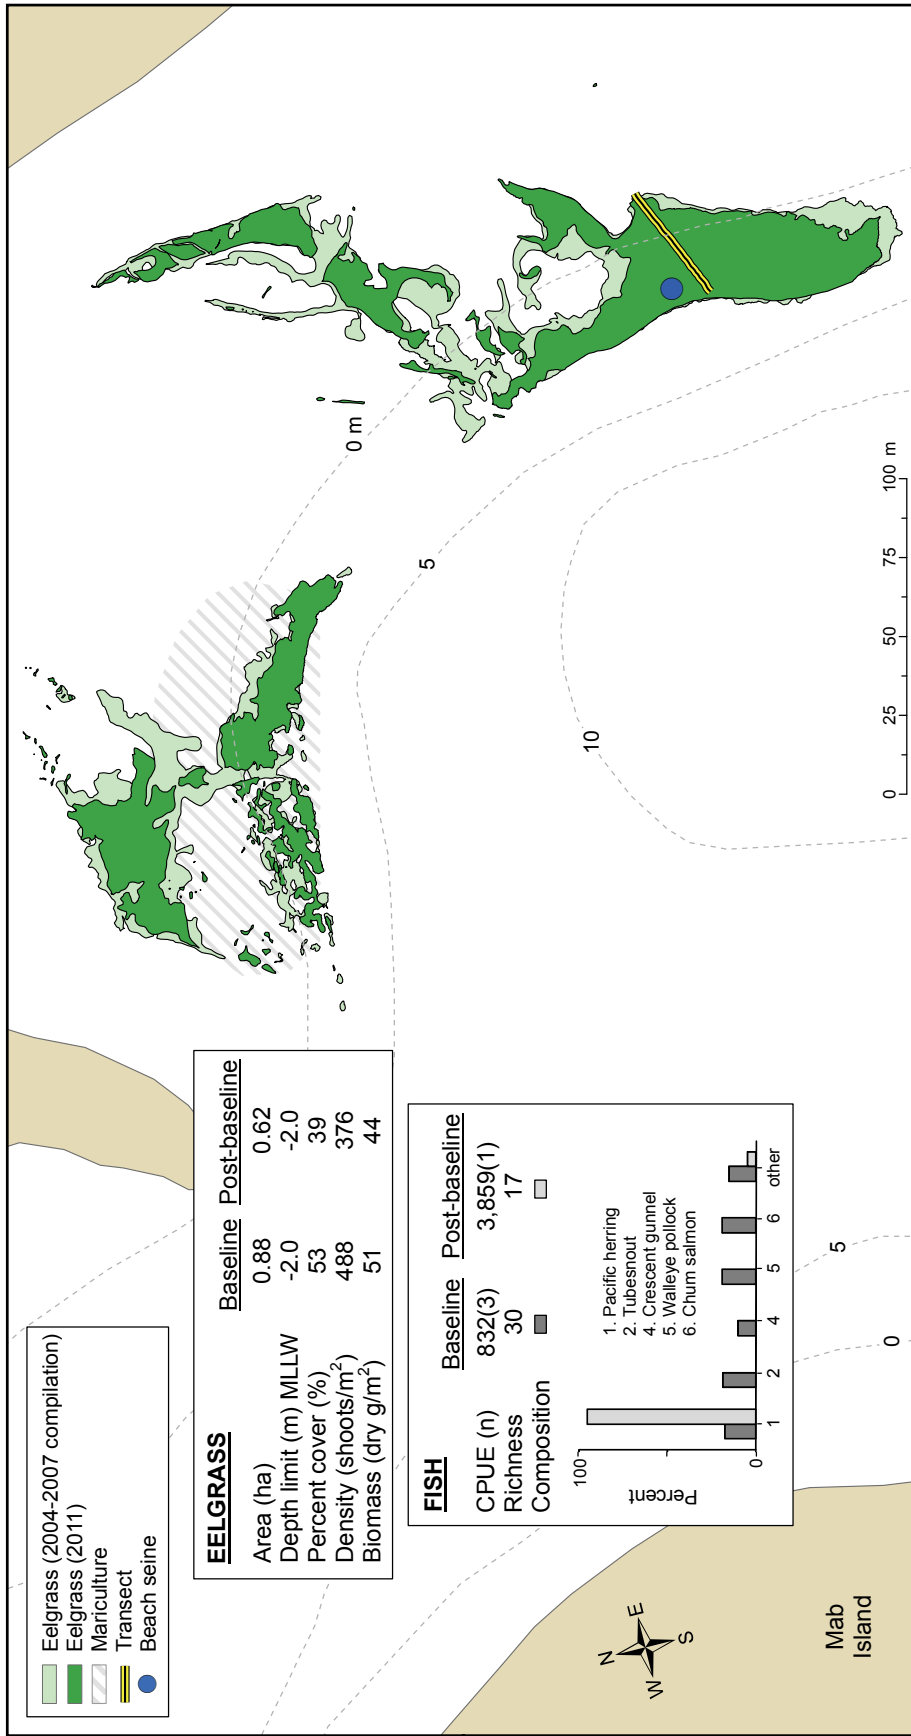 Eelgrass (2004-2007 compilation)
Eelgrass (2011)
Mariculture
Transect
Beach seine
EELGRASS
Baseline Post-baseline
Area (ha) 0.88 0.62
Depth limit (m) MLLW -2.0 -2.0
Percent cover (%) 53 39
Density (shoots/m²) 488 376
Biomass (dry g/m²) 51 44
FISH
Baseline Post-baseline
CPUE (n) 832(3) 3,859(1)
Richness 30 17
Composition
1. Pacific herring
2. Tubesnout
4. Crescent gunnel
5. Walleye pollock
6. Chum salmon
100
0
Percent
1 2 4 5 6 other
N
E
S
W
Mab
Island
0 m
5
10
5
0
0 25 50 75 100 m